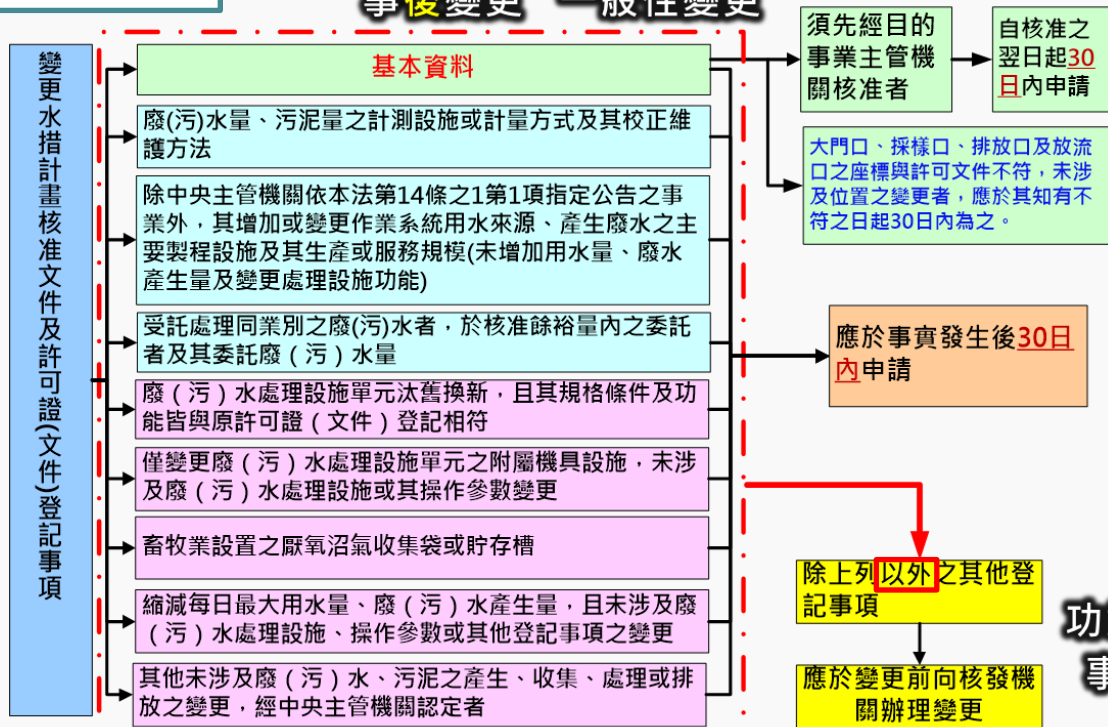 事後變更 一般性變更
變更水措計畫核准文件及許可證(文件)登記事項
基本資料
廢(污)水量、污泥量之計測設施或計量方式及其校正維
護方法
除中央主管機關依本法第14條之1第1項指定公告之事
業外，其增加或變更作業系統用水來源、產生廢水之主
要製程設施及其生產或服務規模(未增加用水量、廢水
產生量及變更處理設施功能)
受託處理同業別之廢(污)水者，於核准餘裕量內之委託
者及其委託廢（污）水量
廢（污）水處理設施單元汰舊換新，且其規格條件及功
能皆與原許可證（文件）登記相符
僅變更廢（污）水處理設施單元之附屬機具設施，未涉
及廢（污）水處理設施或其操作參數變更
畜牧業設置之厭氧沼氣收集袋或貯存槽
縮減每日最大用水量、廢（污）水產生量，且未涉及廢
（污）水處理設施、操作參數或其他登記事項之變更
其他未涉及廢（污）水、污泥之產生、收集、處理或排
放之變更，經中央主管機關認定者
須先經目的
事業主管機
關核准者
自核准之
翌日起30
日內申請
大門口、採樣口、排放口及放流
口之座標與許可文件不符，未涉
及位置之變更者，應於其知有不
符之日起30日內為之。
應於事實發生後30日
內申請
除上列以外之其他登
記事項
應於變更前向核發機
關辦理變更
功
事